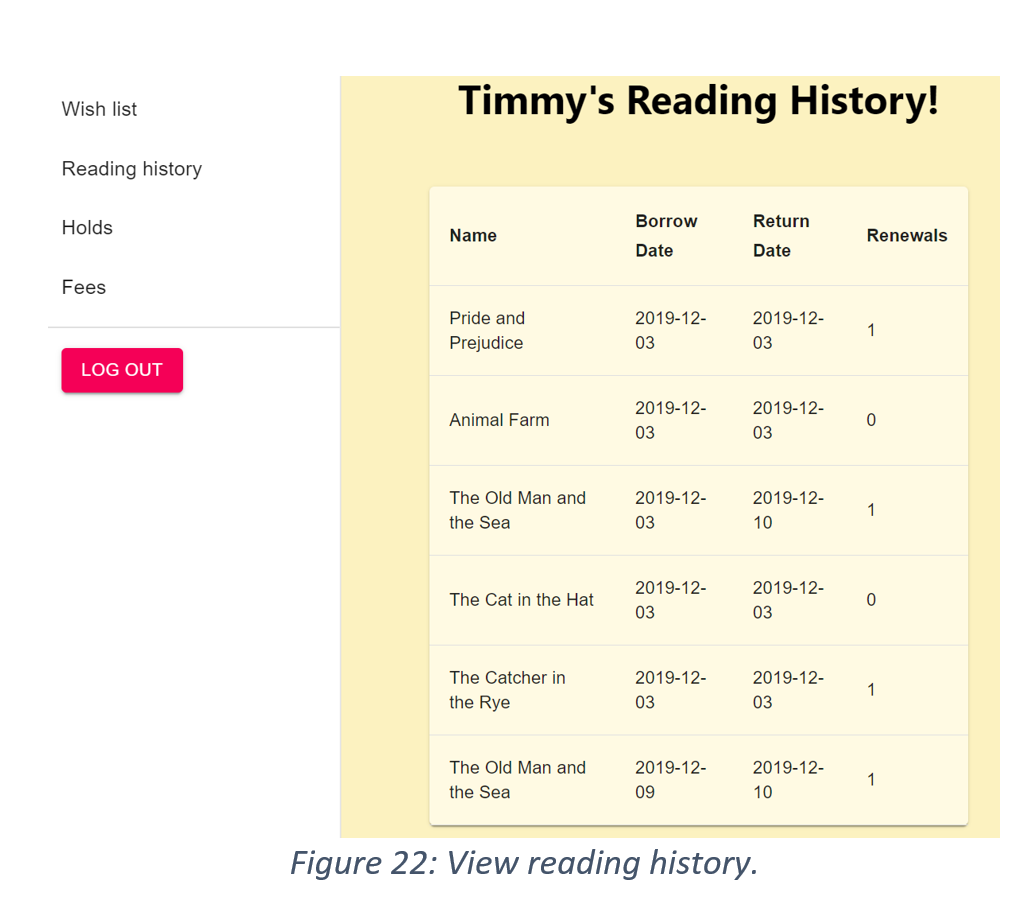 Wish list
Reading history
Holds
Fees
LOG OUT
Timmy's Reading History!
Name Borrow Date Return Date Renewals
Pride and Prejudice 2019-12-03 2019-12-03 1
Animal Farm 2019-12-03 2019-12-03 0
The Old Man and the Sea 2019-12-03 2019-12-10 1
The Cat in the Hat 2019-12-03 2019-12-03 0
The Catcher in the Rye 2019-12-03 2019-12-03 1
The Old Man and the Sea 2019-12-09 2019-12-10 1
Figure 22: View reading history.